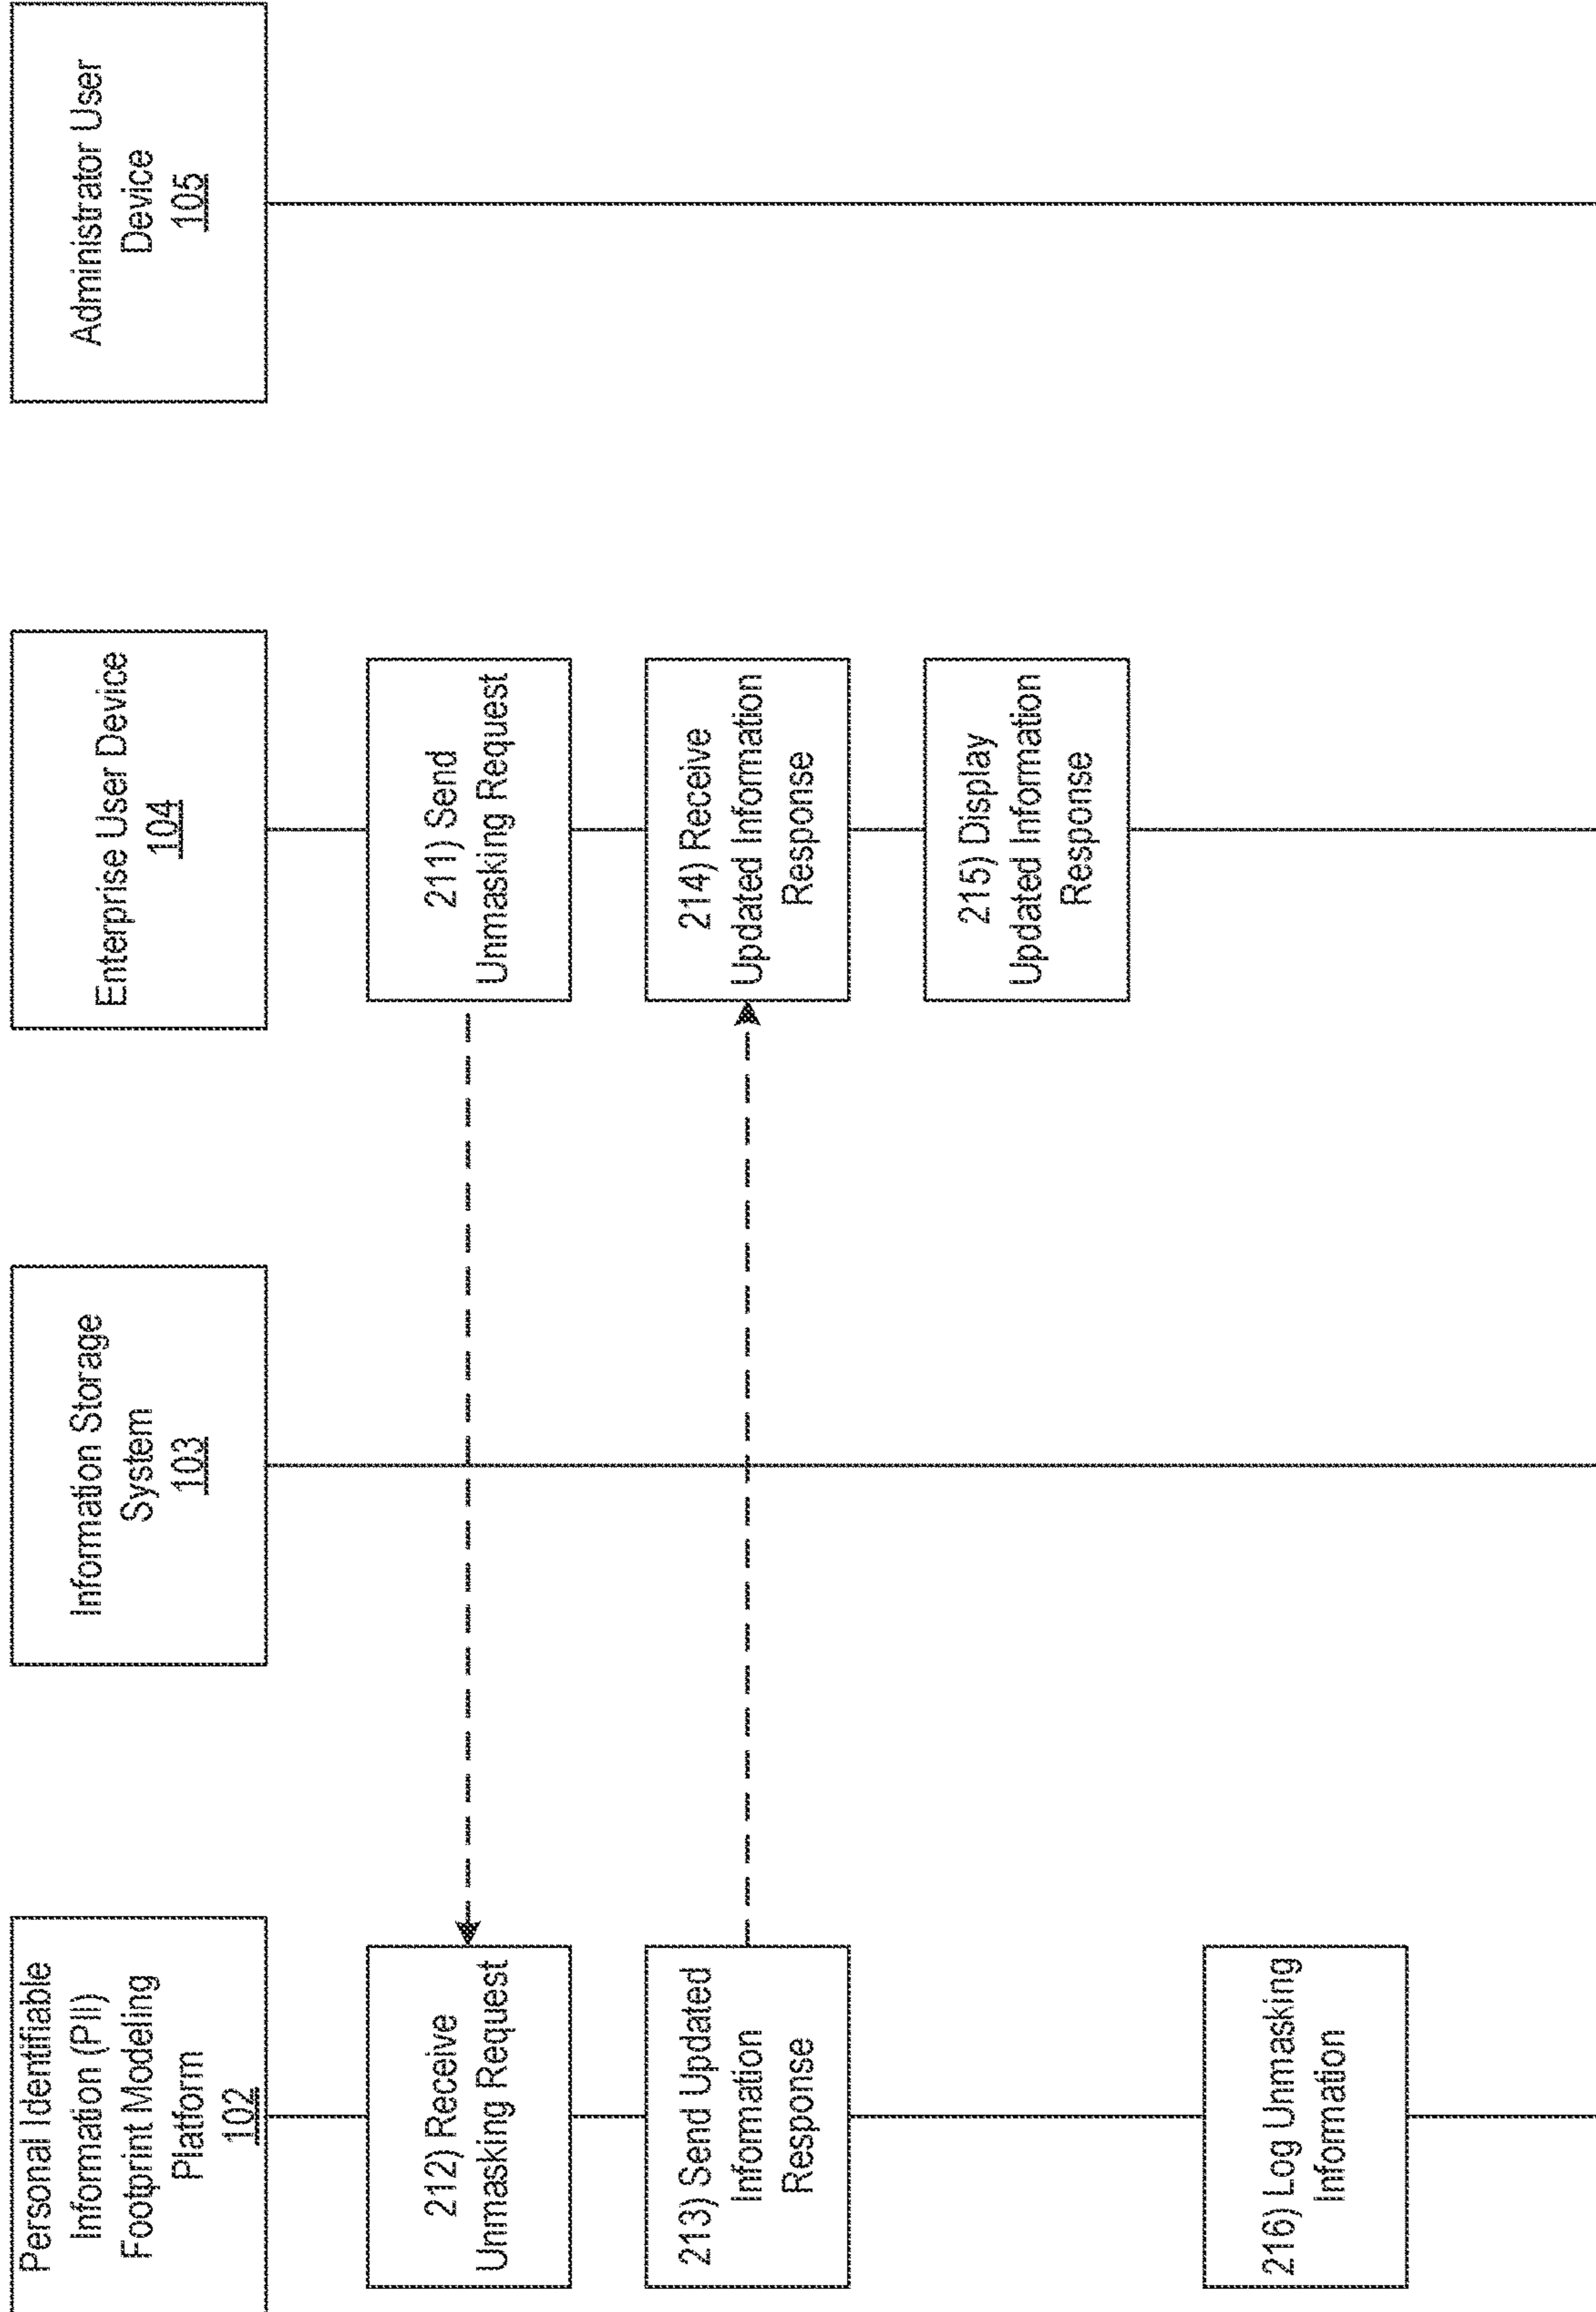 Personal Identifiable
Information (PII)
Footprint Modeling
Platform
102
Information Storage
System
103
Enterprise User Device
104
Administrator User
Device
105
212) Receive
Unmasking Request
211) Send
Unmasking Request
213) Send Updated
Information
Response
214) Receive
Updated Information
Response
215) Display
Updated Information
Response
216) Log Unmasking
Information